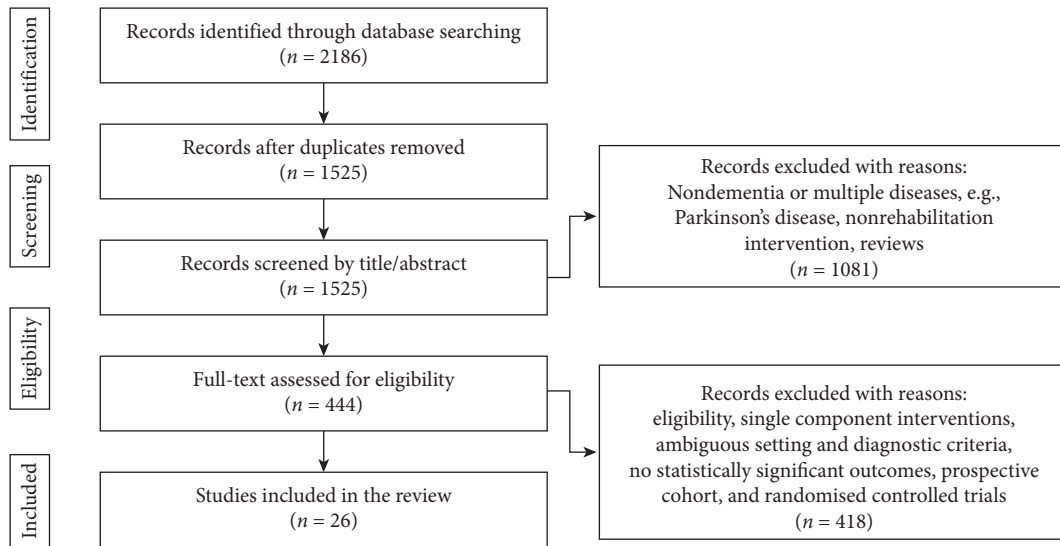 Identification
Records identified through database searching
(n = 2186)
Records after duplicates removed
(n = 1525)
Screening
Records screened by title/abstract
(n = 1525)
Records excluded with reasons:
Nondementia or multiple diseases, e.g.,
Parkinson's disease, nonrehabilitation
intervention, reviews
(n = 1081)
Eligibility
Full-text assessed for eligibility
(n = 444)
Records excluded with reasons:
eligibility, single component interventions,
ambiguous setting and diagnostic criteria,
no statistically significant outcomes, prospective
cohort, and randomised controlled trials
(n = 418)
Included
Studies included in the review
(n = 26)